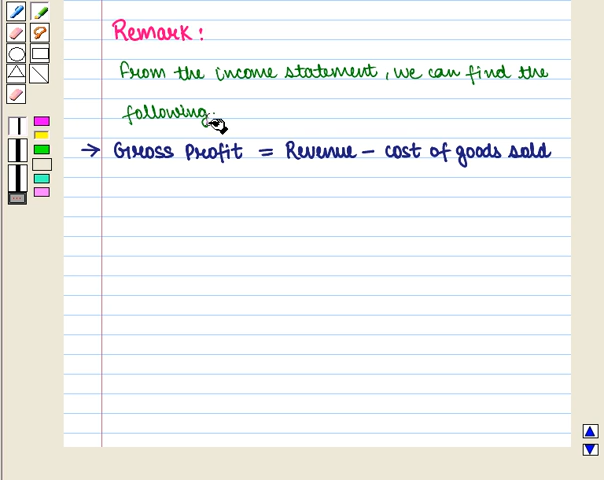 Remark:
From the income statement, we can find the
following:
→ Gross Profit = Revenue - cost of goods sold